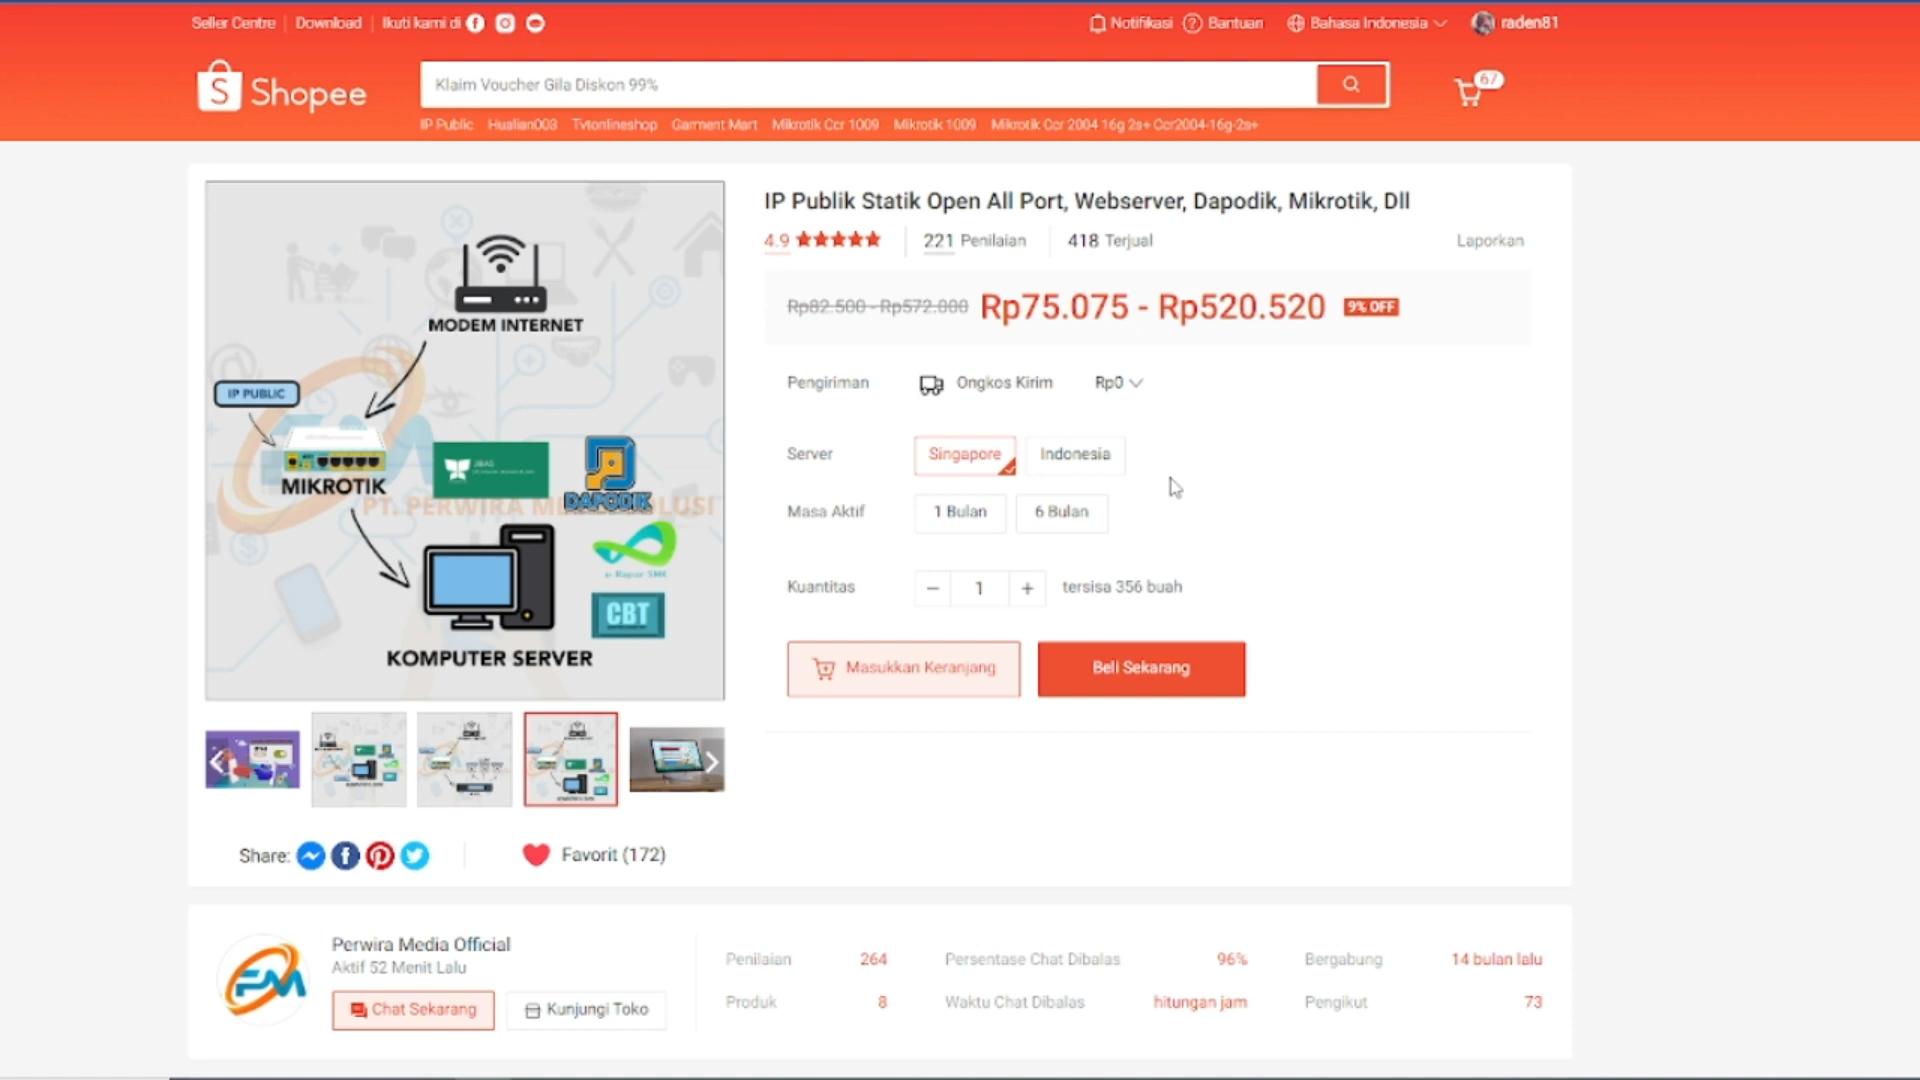 Seller Centre | Download | Ikuti kami di
Notifikasi Bantuan Bahasa Indonesia raden81
Shopee
Klaim Voucher Gila Diskon 99%
67
IP Public Hualian003 Tvtonlineshop Garment Mart Mikrotik Ccr 1009 Mikrotik 1009 Mikrotik Ccr 2004 16g 2s+ Ccr2004-16g-2s+
MODEM INTERNET
IP PUBLIC
MIKROTIK
JIBAS
DAPODIK
PT. PERWIRA
e-Rapor SMK
CBT
KOMPUTER SERVER
Share:
Favorit (172)
IP Publik Statik Open All Port, Webserver, Dapodik, Mikrotik, Dll
4.9 221 Penilaian 418 Terjual Laporkan
Rp82.500 - Rp572.000 Rp75.075 - Rp520.520 9% OFF
Pengiriman Ongkos Kirim Rp0
Server Singapore Indonesia
Masa Aktif 1 Bulan 6 Bulan
Kuantitas − 1 + tersisa 356 buah
Masukkan Keranjang Beli Sekarang
Perwira Media Official
Aktif 52 Menit Lalu
Chat Sekarang Kunjungi Toko
Penilaian 264 Persentase Chat Dibalas 96% Bergabung 14 bulan lalu
Produk 8 Waktu Chat Dibalas hitungan jam Pengikut 73